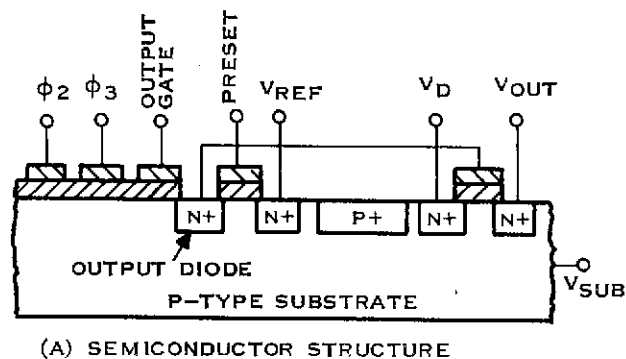 ϕ2 ϕ3 OUTPUT GATE PRESET VREF VD VOUT
N+ N+ P+ N+ N+
OUTPUT DIODE
P-TYPE SUBSTRATE
VSUB
(A) SEMICONDUCTOR STRUCTURE